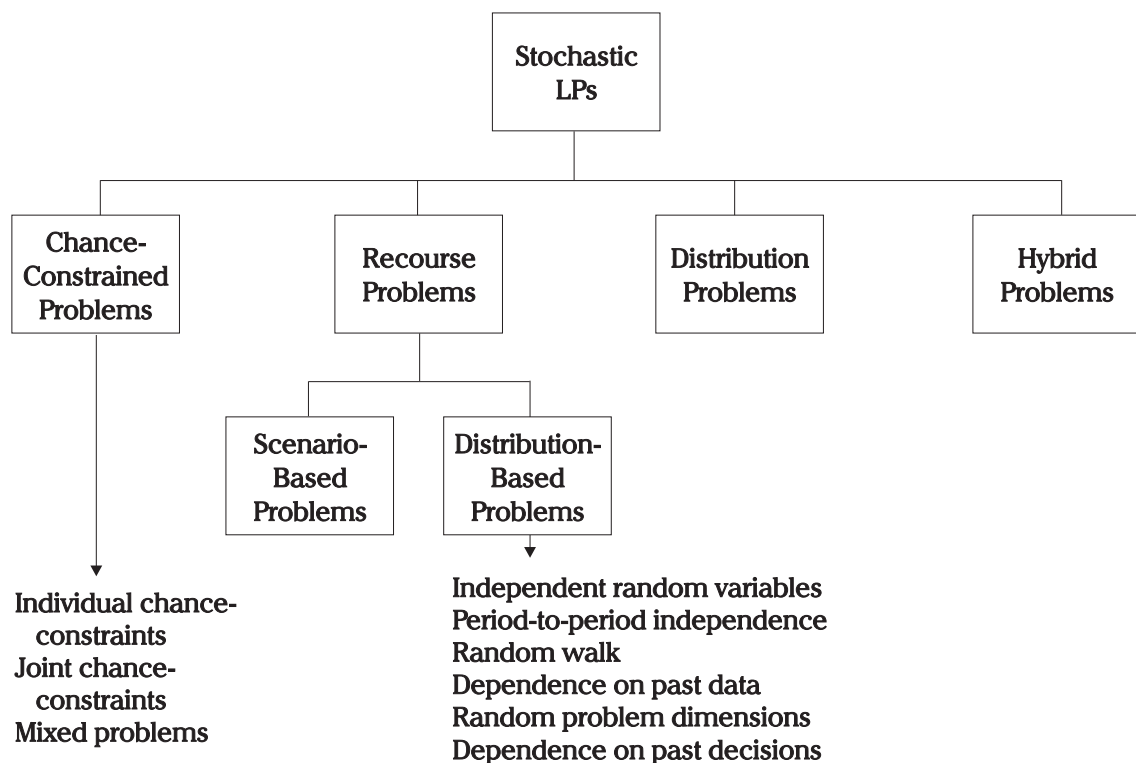 Stochastic
LPs
Chance-
Constrained
Problems
Recourse
Problems
Distribution
Problems
Hybrid
Problems
Scenario-
Based
Problems
Distribution-
Based
Problems
Individual chance-
constraints
Joint chance-
constraints
Mixed problems
Independent random variables
Period-to-period independence
Random walk
Dependence on past data
Random problem dimensions
Dependence on past decisions